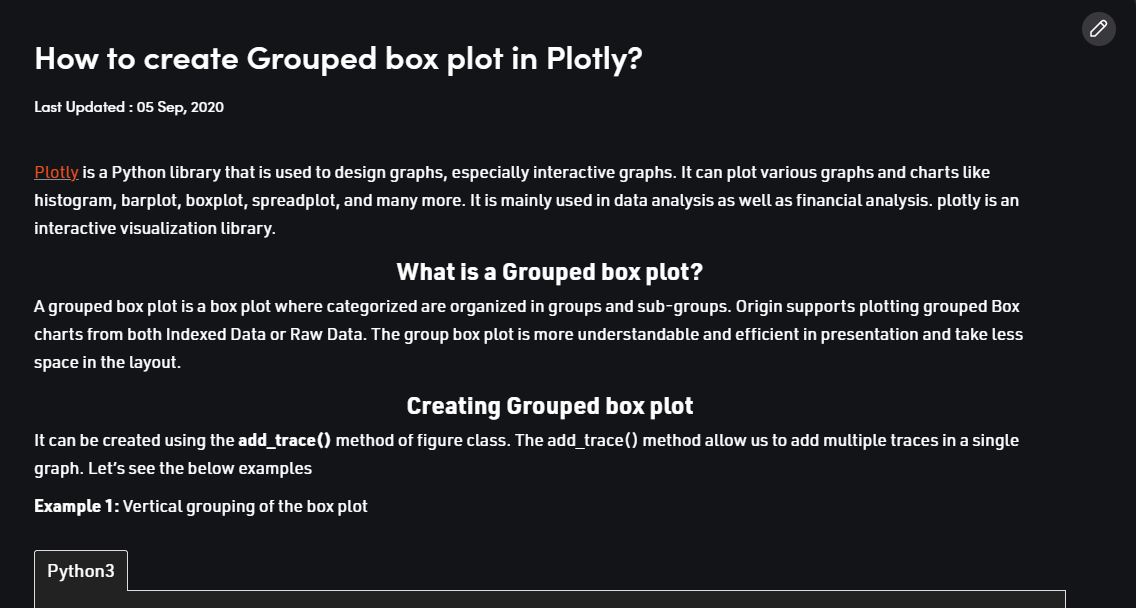 How to create Grouped box plot in Plotly?
Last Updated : 05 Sep, 2020
Plotly is a Python library that is used to design graphs, especially interactive graphs. It can plot various graphs and charts like
histogram, barplot, boxplot, spreadplot, and many more. It is mainly used in data analysis as well as financial analysis. plotly is an
interactive visualization library.
What is a Grouped box plot?
A grouped box plot is a box plot where categorized are organized in groups and sub-groups. Origin supports plotting grouped Box
charts from both Indexed Data or Raw Data. The group box plot is more understandable and efficient in presentation and take less
space in the layout.
Creating Grouped box plot
It can be created using the add_trace() method of figure class. The add_trace() method allow us to add multiple traces in a single
graph. Let’s see the below examples
Example 1: Vertical grouping of the box plot
Python3